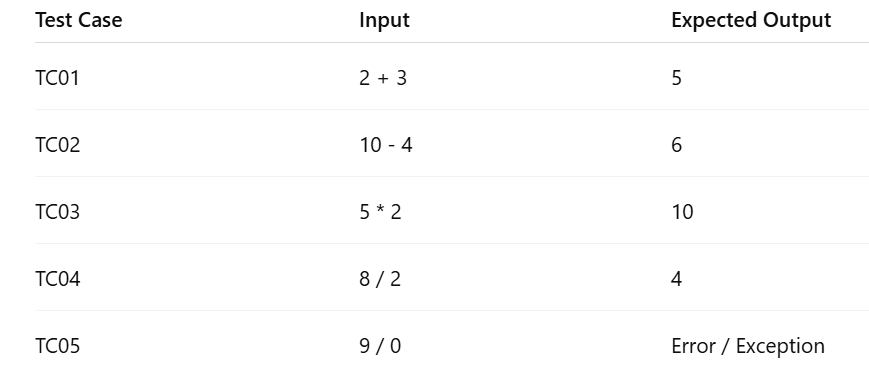 Test Case Input Expected Output
TC01 2 + 3 5
TC02 10 - 4 6
TC03 5 * 2 10
TC04 8 / 2 4
TC05 9 / 0 Error / Exception